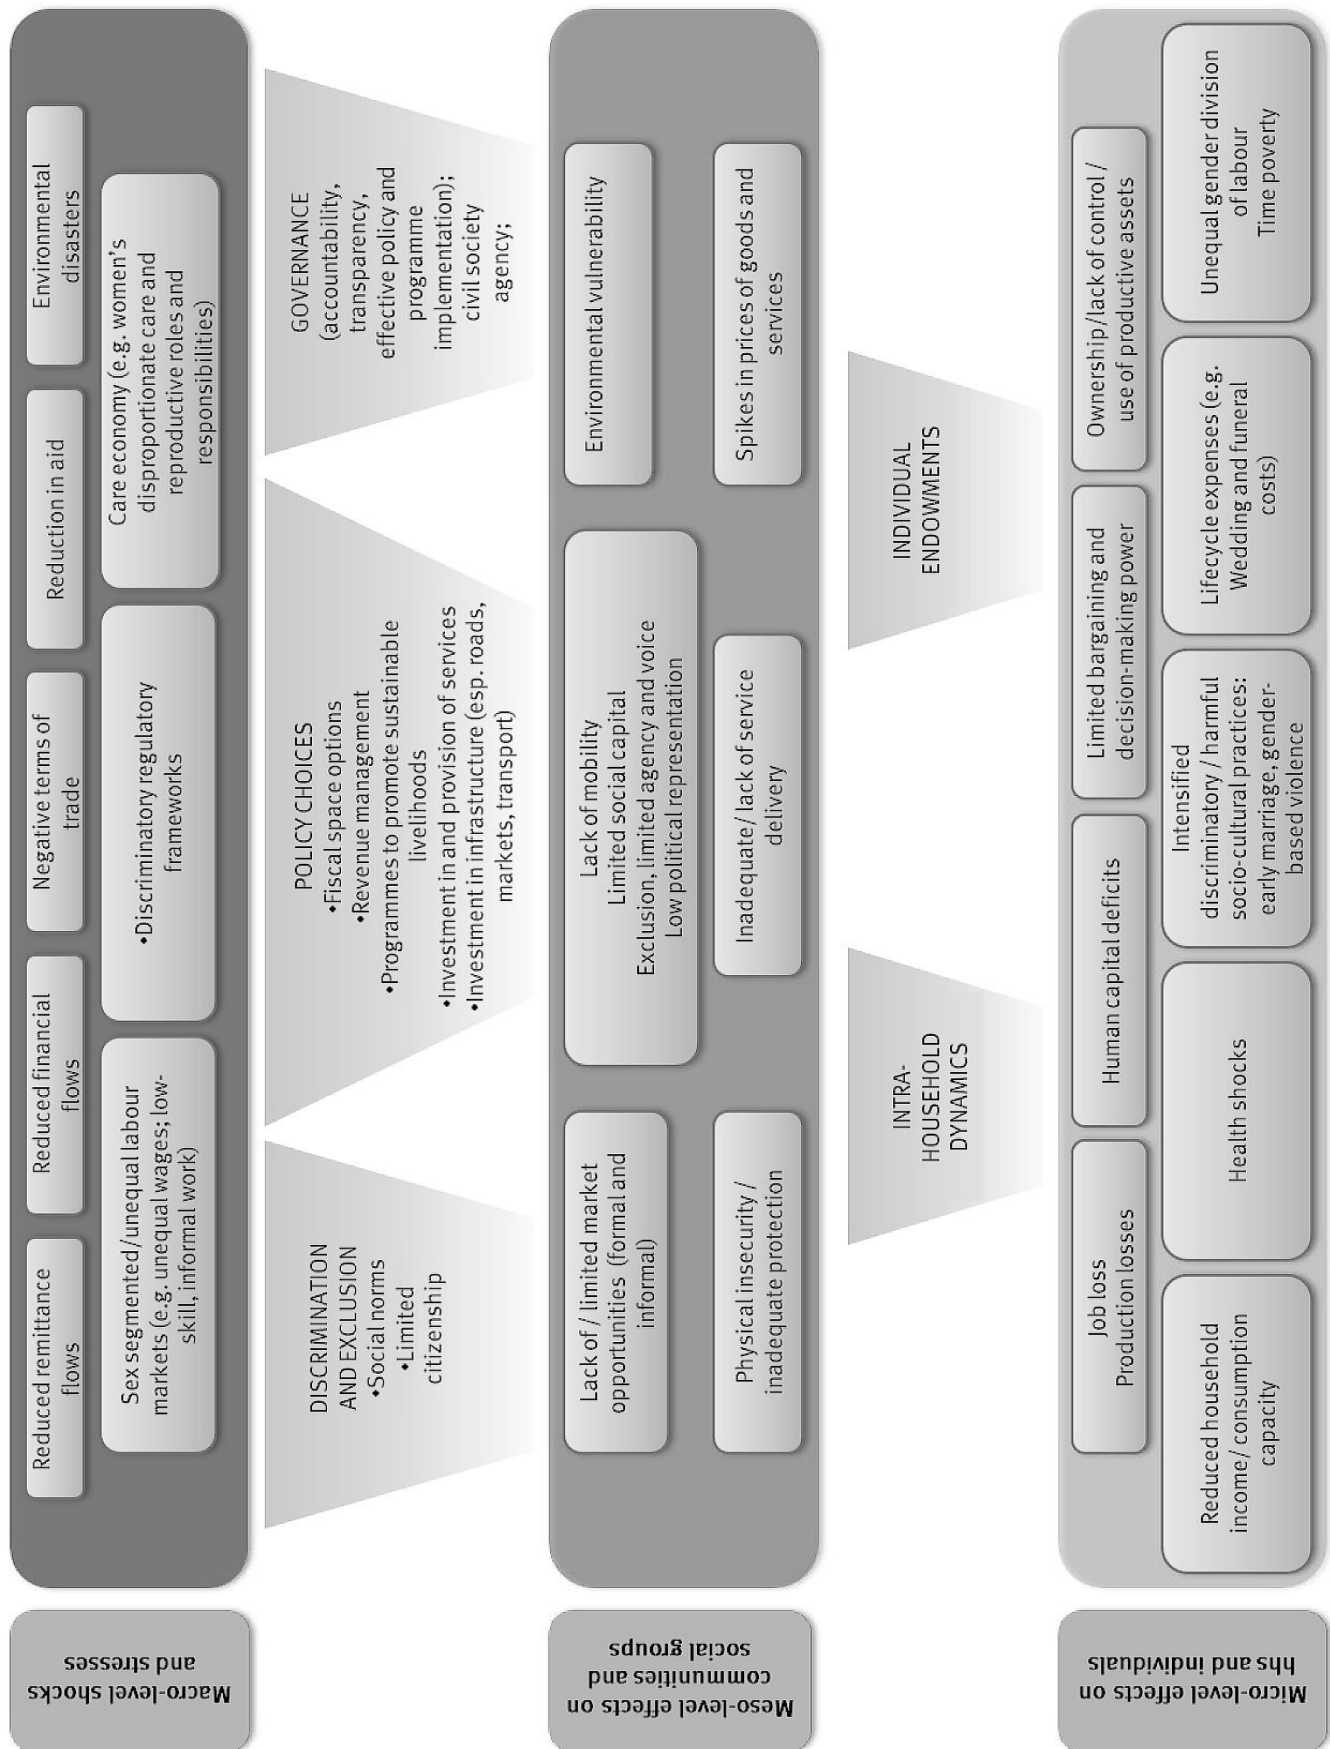 Macro-level shocks
and stresses
Reduced remittance
flows
Reduced financial
flows
Negative terms of
trade
Reduction in aid
Environmental
disasters
Sex segmented/unequal labour
markets (e.g. unequal wages; low-
skill, informal work)
•Discriminatory regulatory
frameworks
Care economy (e.g. women's
disproportionate care and
reproductive roles and
responsibilities)
DISCRIMINATION
AND EXCLUSION
•Social norms
•Limited
citizenship
POLICY CHOICES
•Fiscal space options
•Revenue management
•Programmes to promote sustainable
livelihoods
•Investment in and provision of services
•Investment in infrastructure (esp. roads,
markets, transport)
GOVERNANCE
(accountability,
transparency,
effective policy and
programme
implementation);
civil society
agency;
Meso-level effects on
communities and
social groups
Lack of / limited market
opportunities (formal and
informal)
Lack of mobility
Limited social capital
Exclusion, limited agency and voice
Low political representation
Environmental vulnerability
Physical insecurity /
inadequate protection
Inadequate/ lack of service
delivery
Spikes in prices of goods and
services
INTRA-
HOUSEHOLD
DYNAMICS
INDIVIDUAL
ENDOWMENTS
Micro-level effects on
hhs and individuals
Job loss
Production losses
Human capital deficits
Limited bargaining and
decision-making power
Ownership/lack of control /
use of productive assets
Reduced household
income/ consumption
capacity
Health shocks
Intensified
discriminatory / harmful
socio-cultural practices:
early marriage, gender-
based violence
Lifecycle expenses (e.g.
Wedding and funeral
costs)
Unequal gender division
of labour
Time poverty